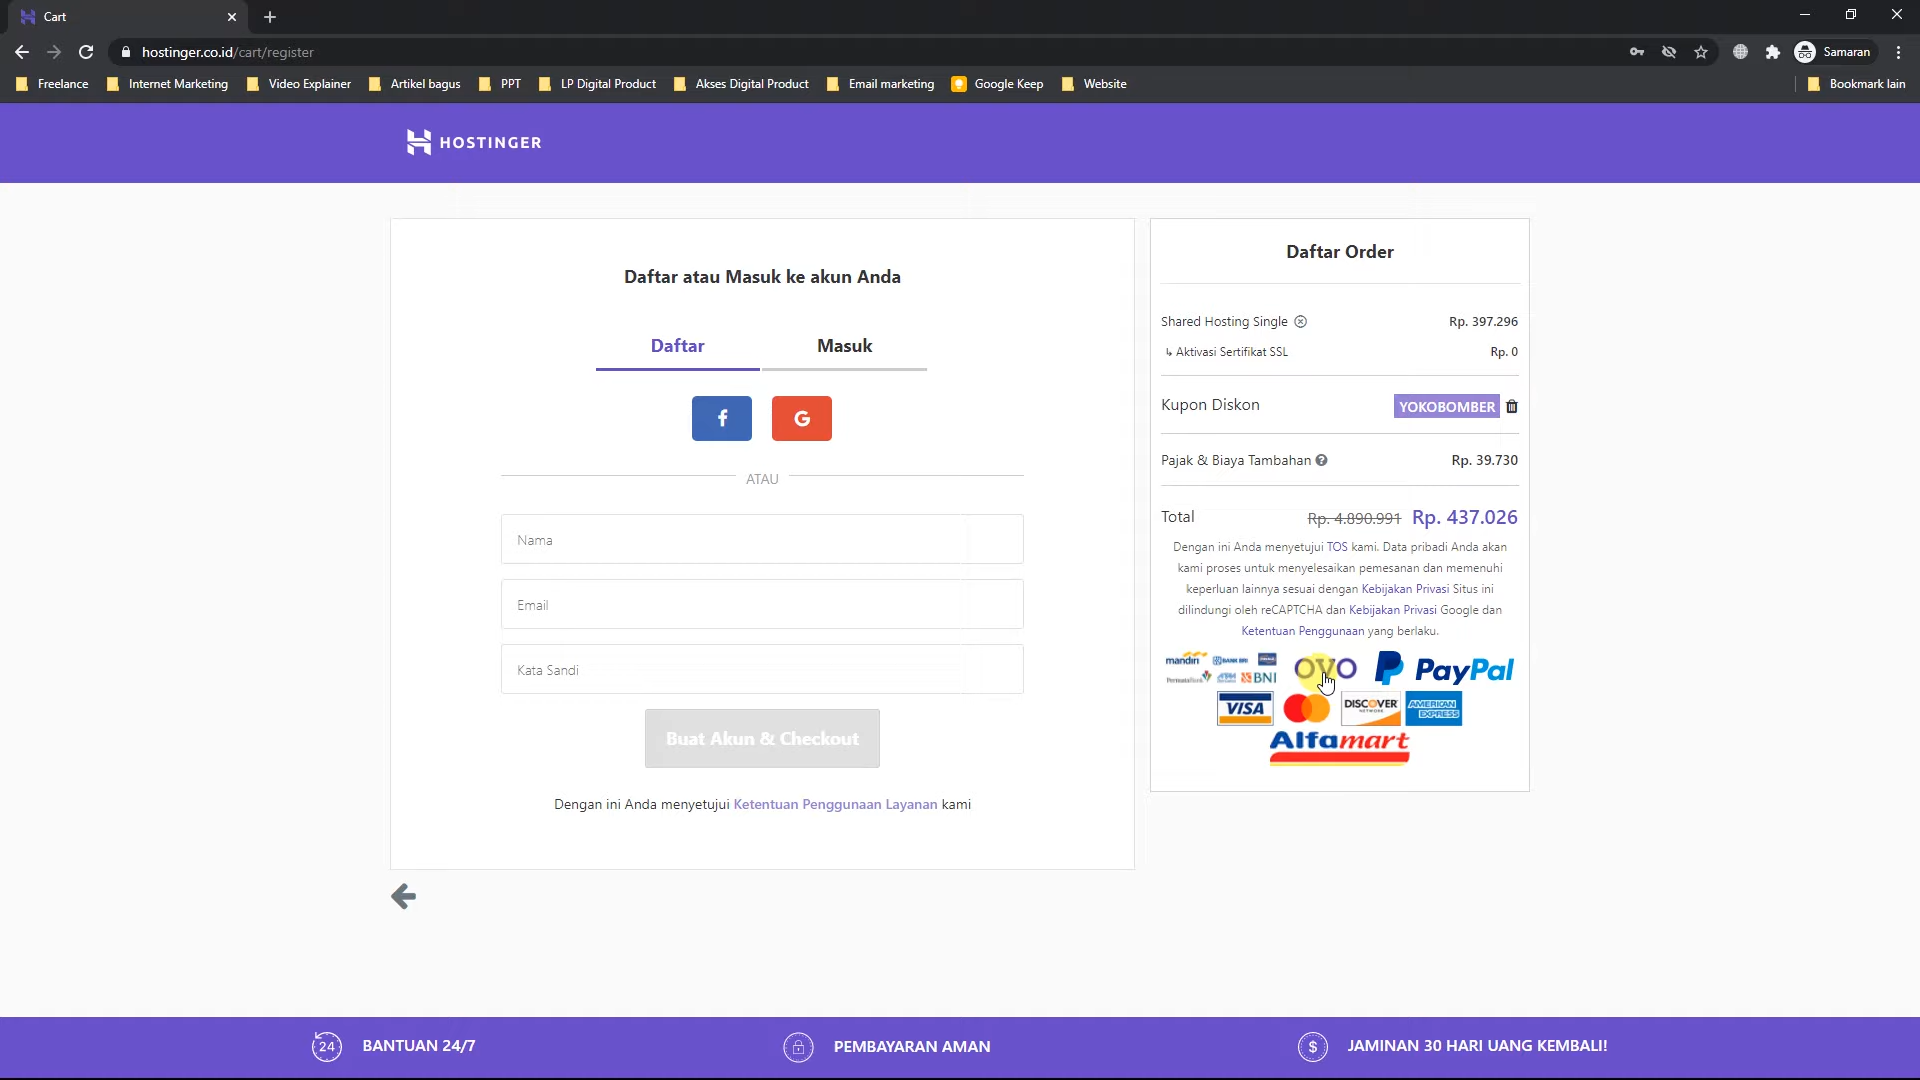 Cart
hostinger.co.id/cart/register
Samaran
Freelance
Internet Marketing
Video Explainer
Artikel bagus
PPT
LP Digital Product
Akses Digital Product
Email marketing
Google Keep
Website
Bookmark lain
HOSTINGER
Daftar atau Masuk ke akun Anda
Daftar
Masuk
f
G
ATAU
Nama
Email
Kata Sandi
Buat Akun & Checkout
Dengan ini Anda menyetujui Ketentuan Penggunaan Layanan kami
Daftar Order
Shared Hosting Single Rp. 397.296
↳ Aktivasi Sertifikat SSL Rp. 0
Kupon Diskon YOKOBOMBER
Pajak & Biaya Tambahan ? Rp. 39.730
Total Rp. 4.890.991 Rp. 437.026
Dengan ini Anda menyetujui TOS kami. Data pribadi Anda akan
kami proses untuk menyelesaikan pemesanan dan memenuhi
keperluan lainnya sesuai dengan Kebijakan Privasi Situs ini
dilindungi oleh reCAPTCHA dan Kebijakan Privasi Google dan
Ketentuan Penggunaan yang berlaku.
mandiri BANK BRI
PermataBank BNI
OVO
P PayPal
VISA
DISCOVER
NETWORK
AMERICAN
EXPRESS
Alfamart
24 BANTUAN 24/7
PEMBAYARAN AMAN
$ JAMINAN 30 HARI UANG KEMBALI!